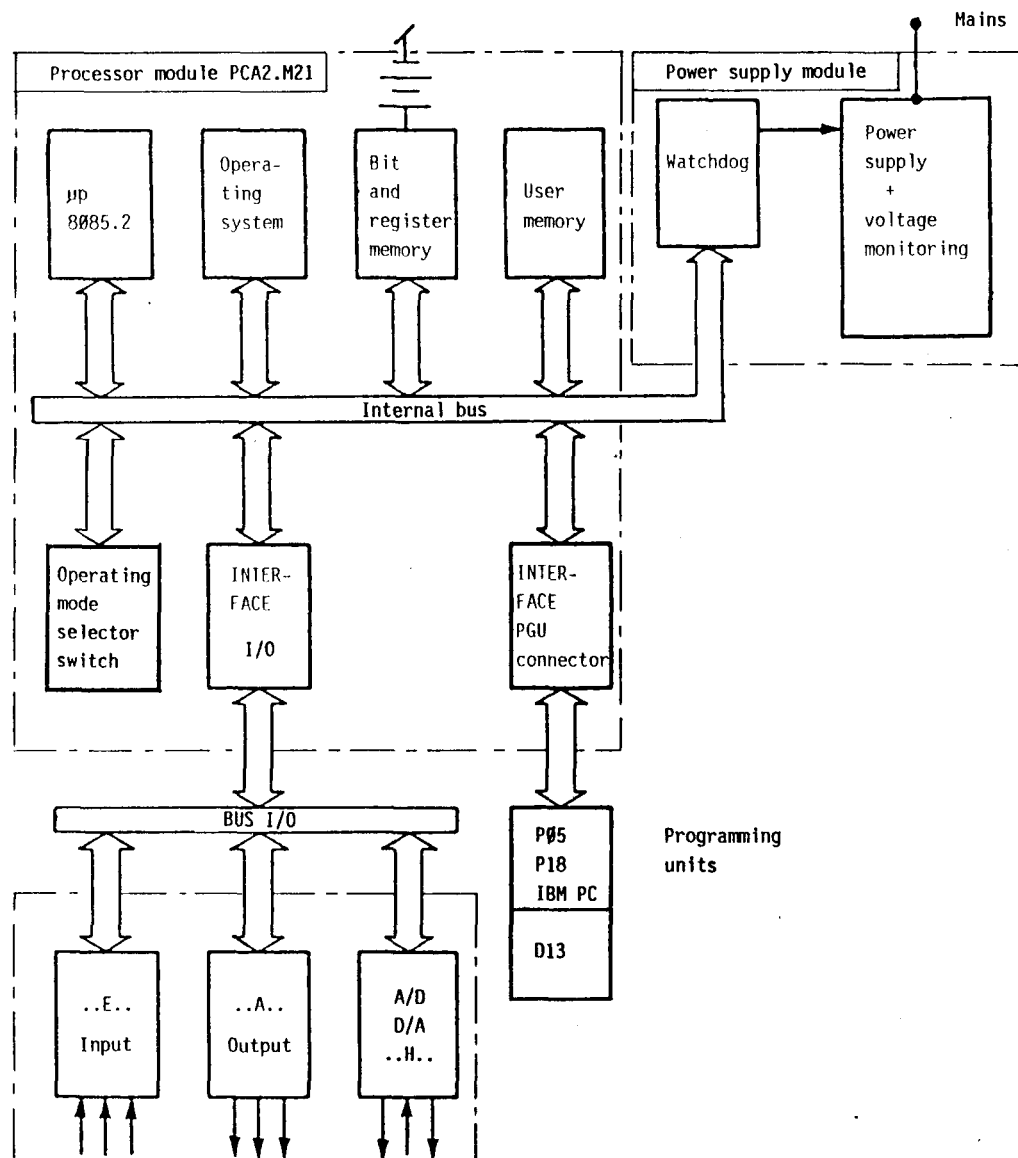 Mains
Processor module PCA2.M21
Power supply module
µp
8Ø85.2
Opera-
ting
system
Bit
and
register
memory
User
memory
Watchdog
Power
supply
+
voltage
monitoring
Internal bus
Operating
mode
selector
switch
INTER-
FACE
I/O
INTER-
FACE
PGU
connector
BUS I/O
PØ5
P18
IBM PC
D13
Programming
units
..E..
Input
..A..
Output
A/D
D/A
..H..